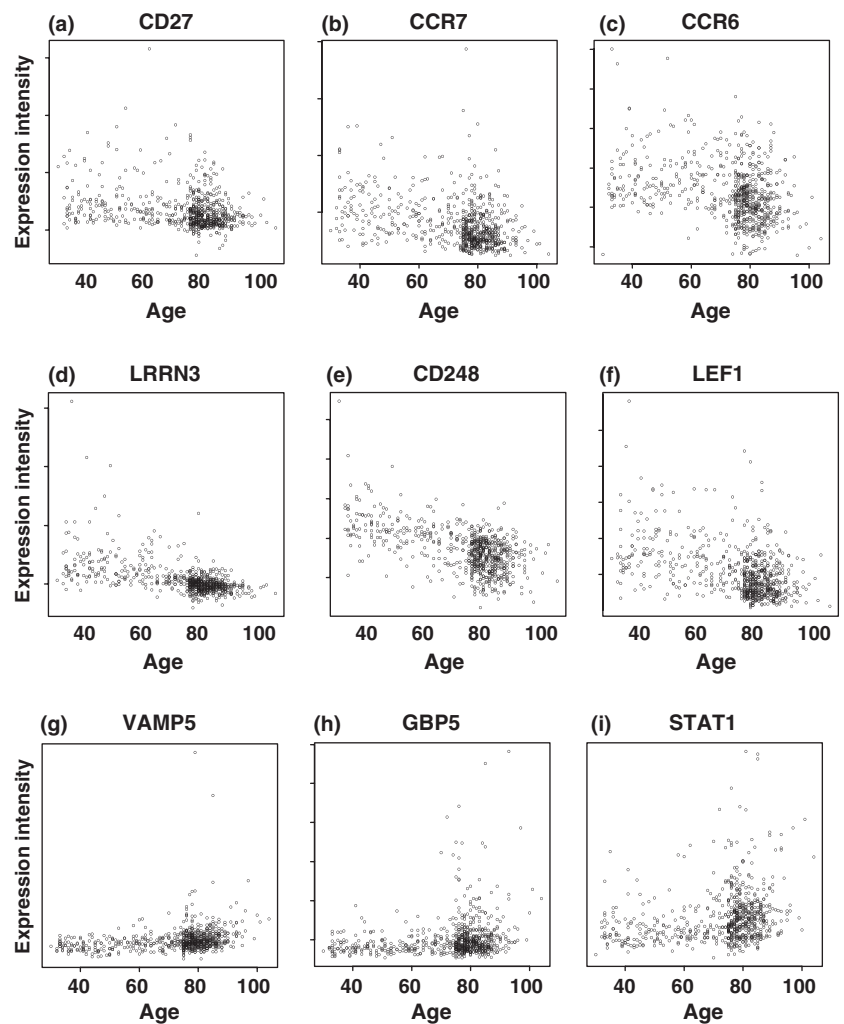 (a) CD27
(b) CCR7
(c) CCR6
Expression intensity
40 60 80 100
40 60 80 100
40 60 80 100
Age
Age
Age
(d) LRRN3
(e) CD248
(f) LEF1
Expression intensity
40 60 80 100
40 60 80 100
40 60 80 100
Age
Age
Age
(g) VAMP5
(h) GBP5
(i) STAT1
Expression intensity
40 60 80 100
40 60 80 100
40 60 80 100
Age
Age
Age